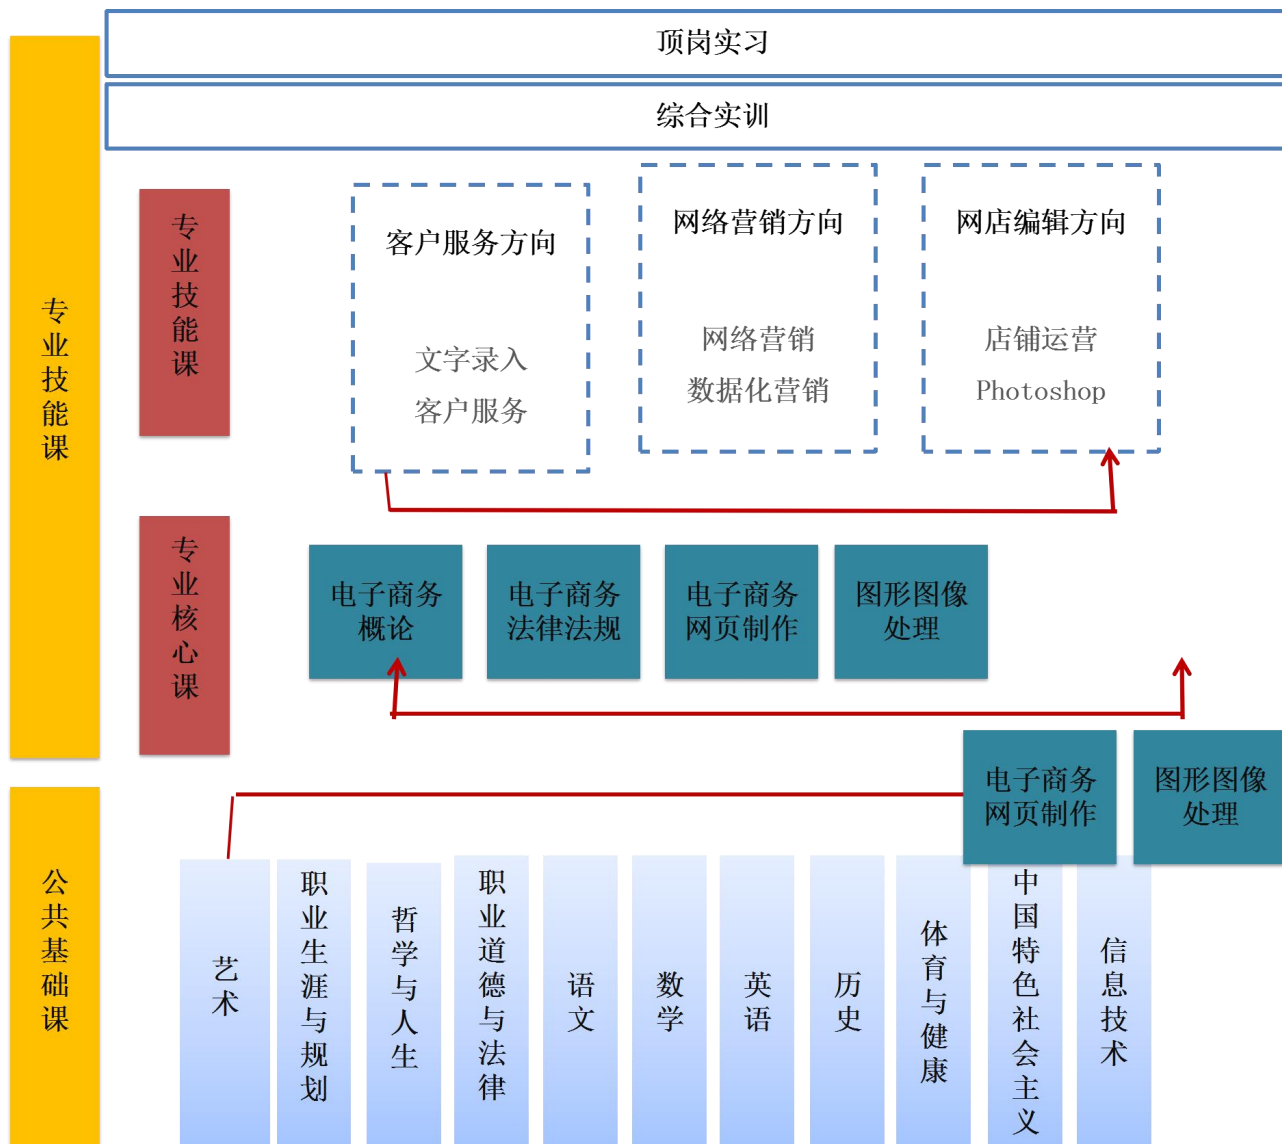 顶岗实习
综合实训
专业技能课
专业技能课
客户服务方向
文字录入
客户服务
网络营销方向
网络营销
数据化营销
网店编辑方向
店铺运营
Photoshop
专业核心课
电子商务
概论
电子商务
法律法规
电子商务
网页制作
图形图像
处理
电子商务
网页制作
图形图像
处理
公共基础课
艺术
职业生涯与规划
哲学与人生
职业道德与法律
语文
数学
英语
历史
体育与健康
中国特色社会主义
信息技术